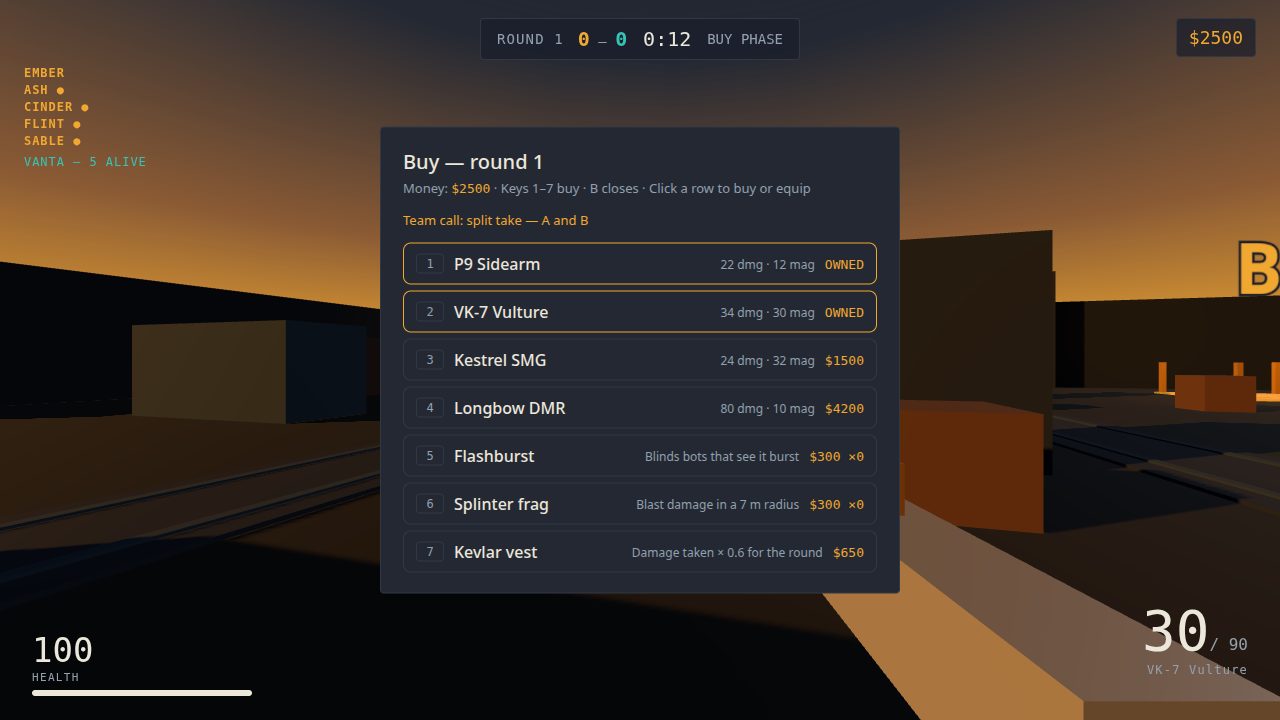 ROUND 1 0 – 0 0:12 BUY PHASE
$2500
EMBER
ASH ●
CINDER ●
FLINT ●
SABLE ●
VANTA — 5 ALIVE
Buy — round 1
Money: $2500 · Keys 1–7 buy · B closes · Click a row to buy or equip
Team call: split take — A and B
1 P9 Sidearm 22 dmg · 12 mag OWNED
2 VK-7 Vulture 34 dmg · 30 mag OWNED
3 Kestrel SMG 24 dmg · 32 mag $1500
4 Longbow DMR 80 dmg · 10 mag $4200
5 Flashburst Blinds bots that see it burst $300 ×0
6 Splinter frag Blast damage in a 7 m radius $300 ×0
7 Kevlar vest Damage taken × 0.6 for the round $650
B
100
HEALTH
30 / 90
VK-7 Vulture